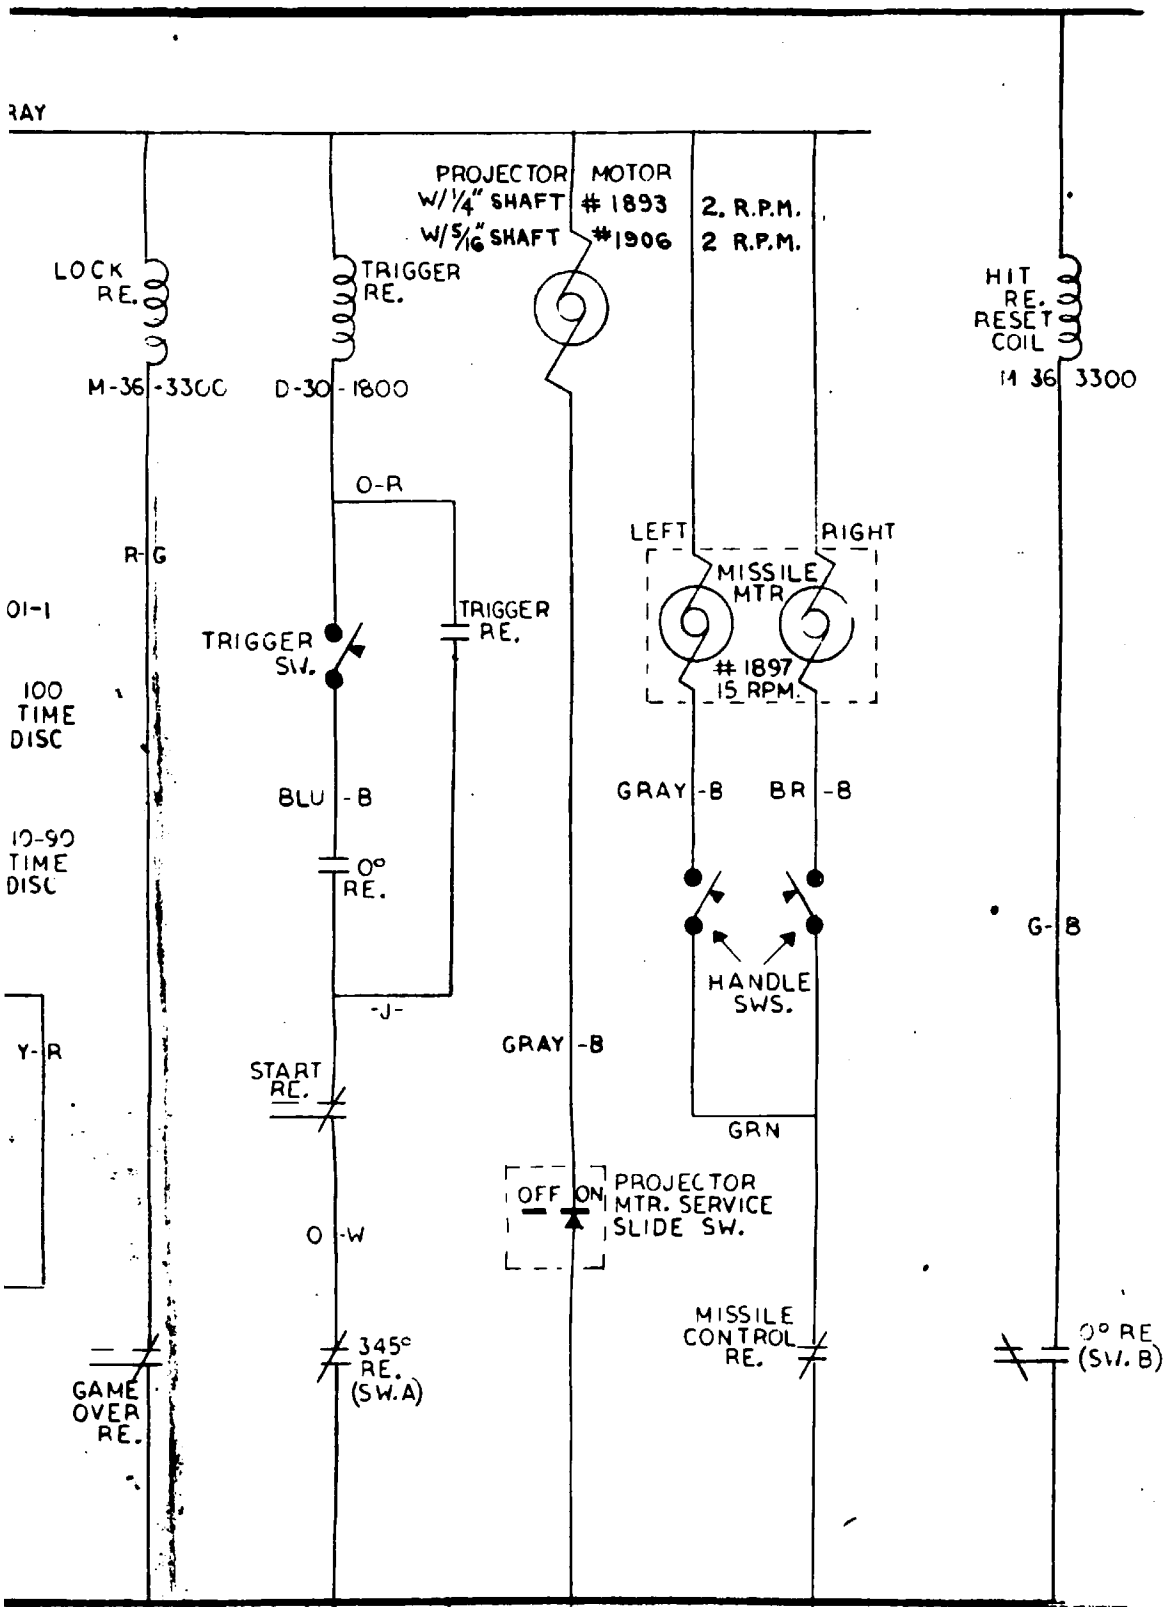 PROJECTOR MOTOR
W/ 1/4" SHAFT # 1893 2. R.P.M.
W/ 5/16" SHAFT #1906 2 R.P.M.
LOCK
RE.
TRIGGER
RE.
HIT
RE.
RESET
COIL
M-36-3300
D-30-1800
M 36 3300
O-R
LEFT
RIGHT
R-G
MISSILE
MTR
01-1
TRIGGER
RE.
TRIGGER
SW.
# 1897
15 RPM.
100
TIME
DISC
BLU-B
GRAY-B
BR-B
10-90
TIME
DISC
0°
RE.
G-B
HANDLE
SWS.
-J-
Y-R
GRAY-B
START
RE.
GRN
OFF ON
PROJECTOR
MTR. SERVICE
SLIDE SW.
O-W
MISSILE
CONTROL
RE.
345°
RE.
(SW.A)
0° RE
(SW. B)
GAME
OVER
RE.